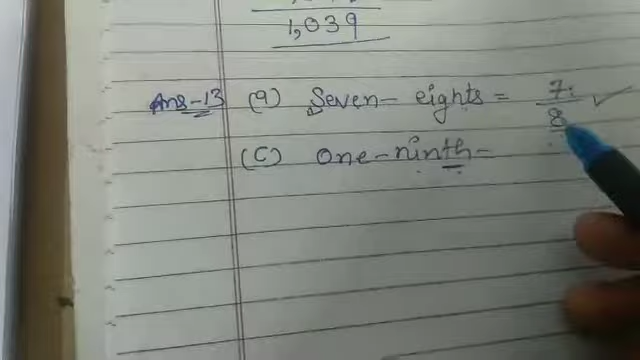 1,039
Ans-13 (a) Seven- eights = 7/8 ✓
(C) One-ninth-